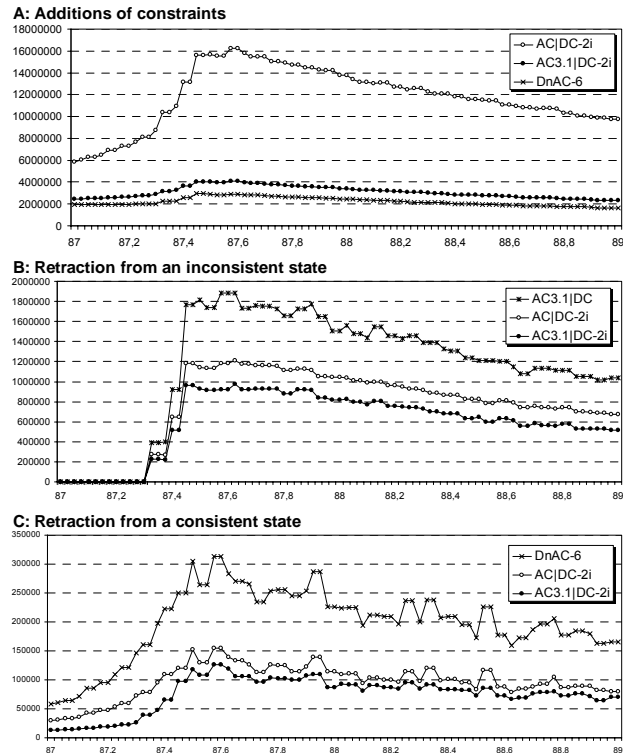 A: Additions of constraints
18000000
16000000
14000000
12000000
10000000
8000000
6000000
4000000
2000000
0
AC|DC-2i
AC3.1|DC-2i
DnAC-6
87 87,2 87,4 87,6 87,8 88 88,2 88,4 88,6 88,8 89
B: Retraction from an inconsistent state
2000000
1800000
1600000
1400000
1200000
1000000
800000
600000
400000
200000
0
AC3.1|DC
AC|DC-2i
AC3.1|DC-2i
87 87,2 87,4 87,6 87,8 88 88,2 88,4 88,6 88,8 89
C: Retraction from a consistent state
350000
300000
250000
200000
150000
100000
50000
0
DnAC-6
AC|DC-2i
AC3.1|DC-2i
87 87.2 87.4 87.6 87.8 88 88.2 88.4 88.6 88.8 89